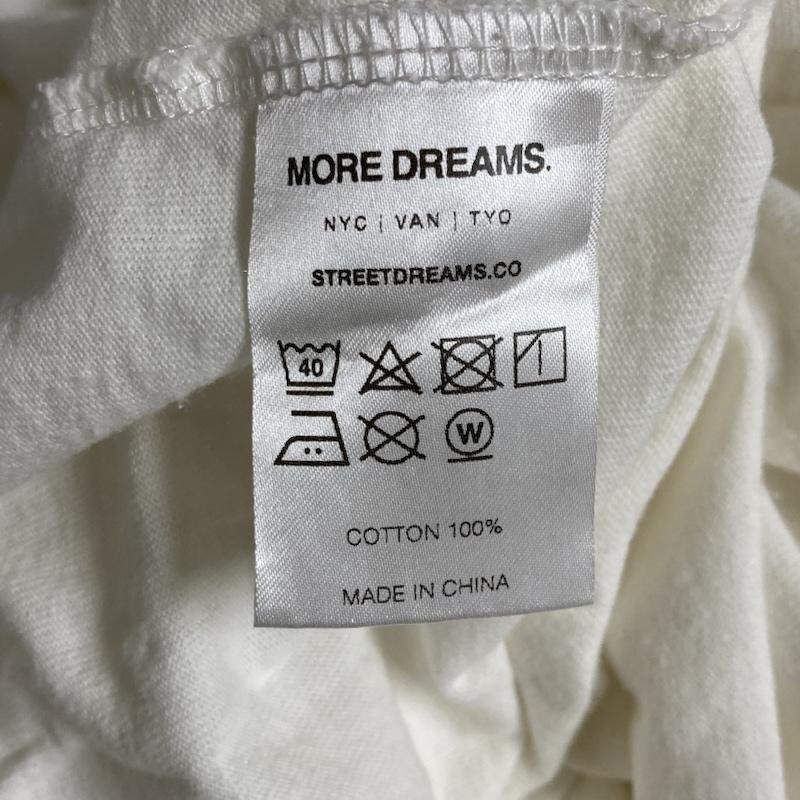 MORE DREAMS.
NYC | VAN | TYO
STREETDREAMS.CO
40
W
COTTON 100%
MADE IN CHINA